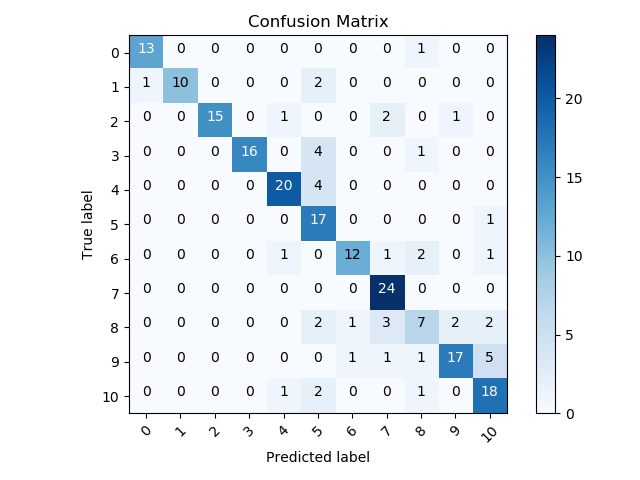 Confusion Matrix
0 13 0 0 0 0 0 0 0 1 0 0
1 1 10 0 0 0 2 0 0 0 0 0
2 0 0 15 0 1 0 0 2 0 1 0
3 0 0 0 16 0 4 0 0 1 0 0
4 0 0 0 0 20 4 0 0 0 0 0
5 0 0 0 0 0 17 0 0 0 0 1
6 0 0 0 0 1 0 12 1 2 0 1
7 0 0 0 0 0 0 0 24 0 0 0
8 0 0 0 0 0 2 1 3 7 2 2
9 0 0 0 0 0 0 1 1 1 17 5
10 0 0 0 0 1 2 0 0 1 0 18
0 1 2 3 4 5 6 7 8 9 10
True label
Predicted label
20
15
10
5
0